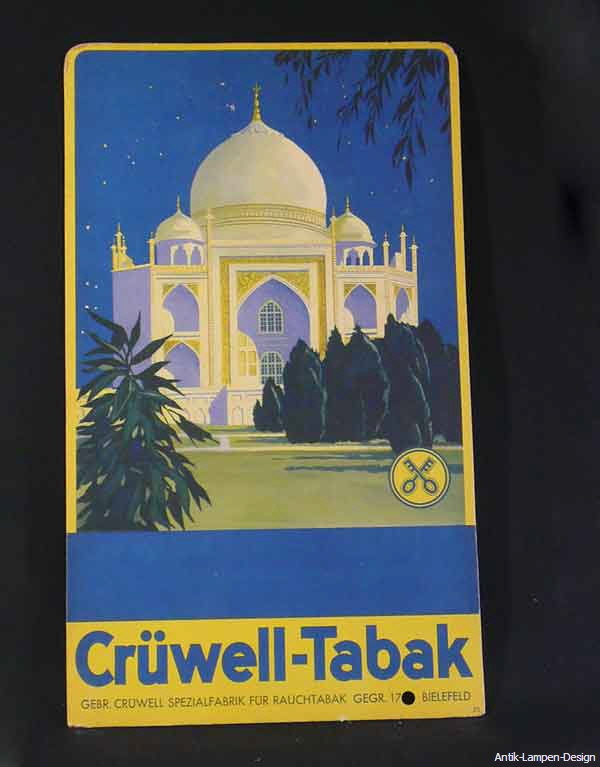 Crüwell-Tabak
GEBR. CRÜWELL SPEZIALFABRIK FÜR RAUCHTABAK GEGR. 17 BIELEFELD
Antik-Lampen-Design